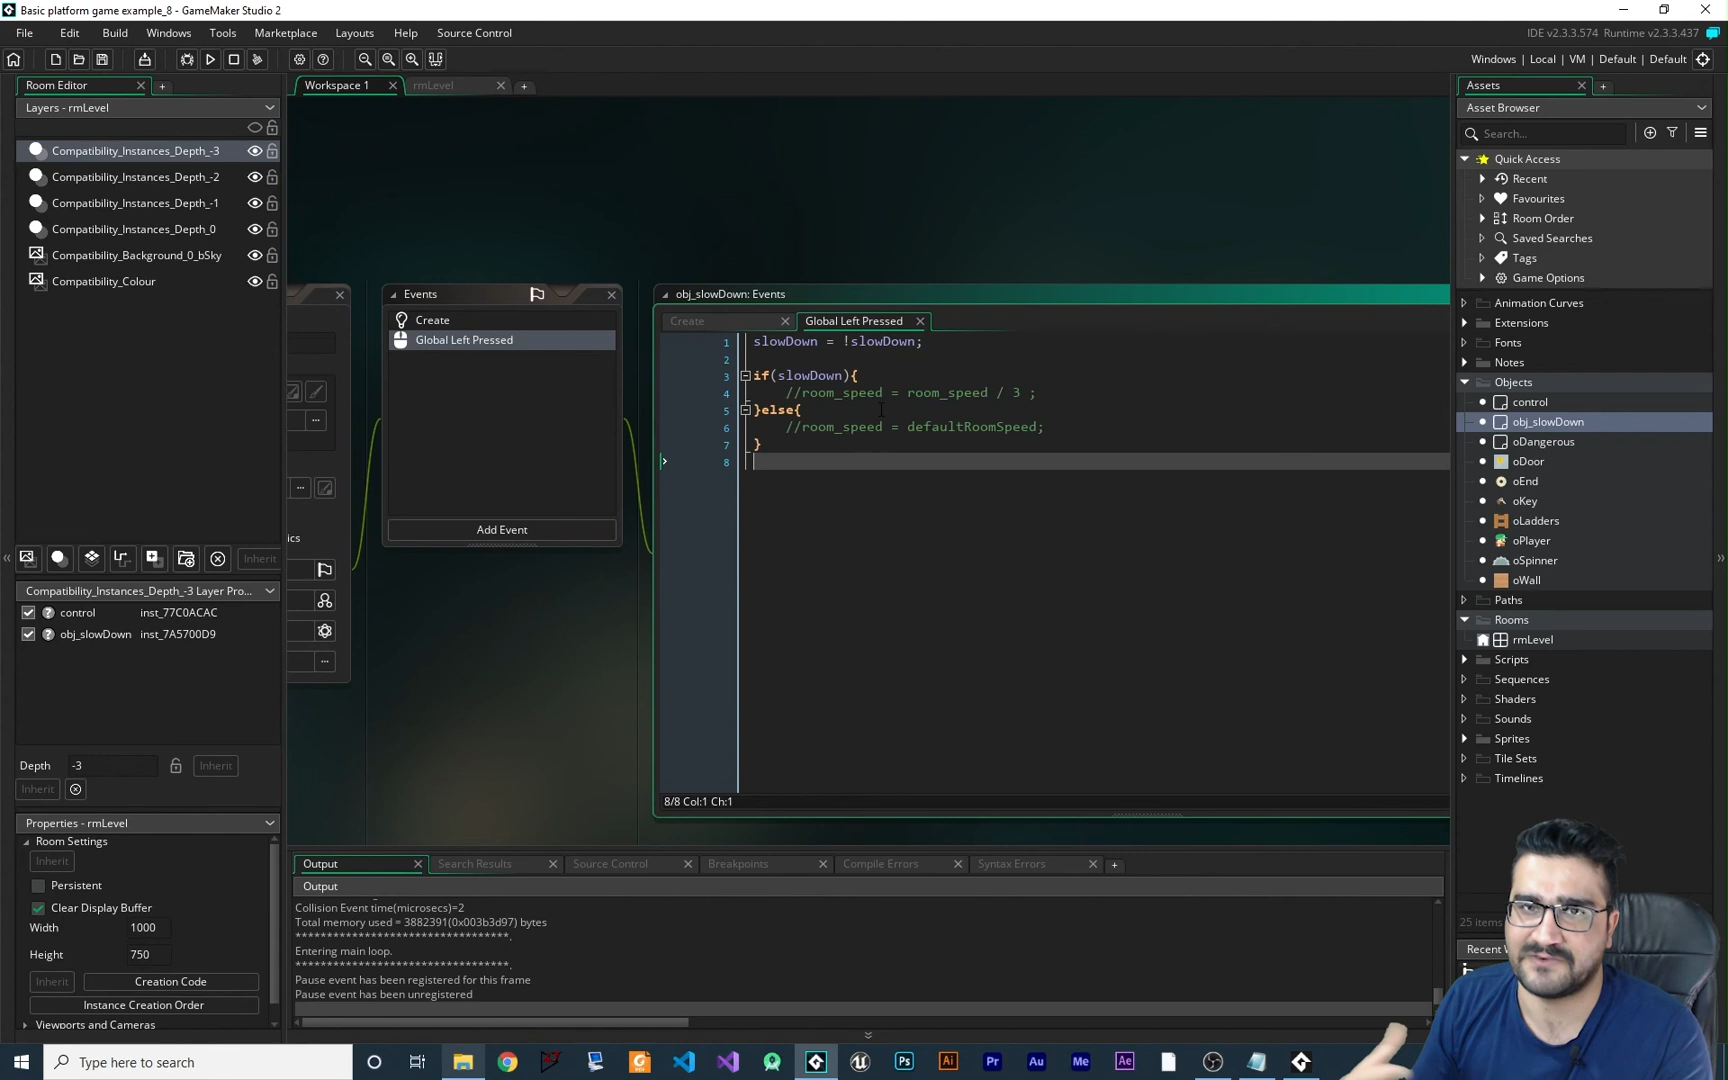 Basic platform game example_8 - GameMaker Studio 2
File Edit Build Windows Tools Marketplace Layouts Help Source Control
IDE v2.3.3.574 Runtime v2.3.3.437
Windows | Local | VM | Default | Default
Room Editor
Layers - rmLevel
Compatibility_Instances_Depth_-3
Compatibility_Instances_Depth_-2
Compatibility_Instances_Depth_-1
Compatibility_Instances_Depth_0
Compatibility_Background_0_bSky
Compatibility_Colour
Inherit
Compatibility_Instances_Depth_-3 Layer Pro...
control inst_77C0ACAC
obj_slowDown inst_7A5700D9
Depth -3 Inherit
Inherit
Properties - rmLevel
Room Settings
Inherit
Persistent
Clear Display Buffer
Width 1000
Height 750
Inherit Creation Code
Instance Creation Order
Viewports and Cameras
Workspace 1 rmLevel
ics
Events
Create
Global Left Pressed
Add Event
obj_slowDown: Events
Create Global Left Pressed
1 slowDown = !slowDown;
2
3 if(slowDown){
4 //room_speed = room_speed / 3 ;
5 }else{
6 //room_speed = defaultRoomSpeed;
7 }
8
8/8 Col:1 Ch:1
Output Search Results Source Control Breakpoints Compile Errors Syntax Errors
Output
Collision Event time(microsecs)=2
Total memory used = 3882391(0x003b3d97) bytes
**********************************.
Entering main loop.
**********************************.
Pause event has been registered for this frame
Pause event has been unregistered
Assets
Asset Browser
Search...
Quick Access
Recent
Favourites
Room Order
Saved Searches
Tags
Game Options
Animation Curves
Extensions
Fonts
Notes
Objects
control
obj_slowDown
oDangerous
oDoor
oEnd
oKey
oLadders
oPlayer
oSpinner
oWall
Paths
Rooms
rmLevel
Scripts
Sequences
Shaders
Sounds
Sprites
Tile Sets
Timelines
25 items
Recent W
Type here to search
Ps Ai Pr Au Me Ae